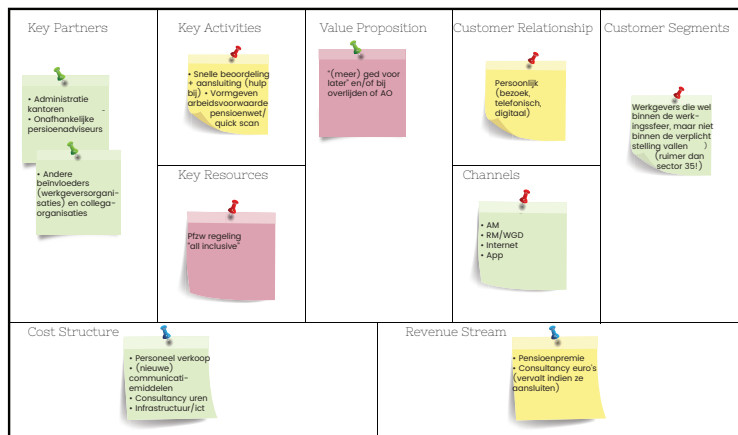 Key Partners
• Administratie
kantoren
• Onafhankelijke
persioenadviseurs
• Andere
beïnvloeders
(werkgeversorgani-
saties) en collega-
organisaties
Key Activities
• Snelle beoordeling
+ aansluiting (hulp
bij) • Vormgeven
arbeidsvoorwaarde
pensioenwet/
quick scan
Key Resources
Pfzw regeling
"all inclusive"
Value Proposition
"(meer) ged voor
later" en/of bij
overlijden of AO
Customer Relationship
Persoonlijk
(bezoek,
telefonisch,
digitaal)
Channels
• AM
• RM/WGD
• Internet
• App
Customer Segments
Werkgevers die wel
binnen de werk-
ingssfeer, maar niet
binnen de verplicht
stelling vallen )
(ruimer dan
sector 35!)
Cost Structure
• Personeel verkoop
• (nieuwe)
communicati-
emiddelen
• Consultancy uren
• Infrastructuur/ict
Revenue Stream
• Pensioenpremie
• Consultancy euro's
(vervalt indien ze
aansluiten)